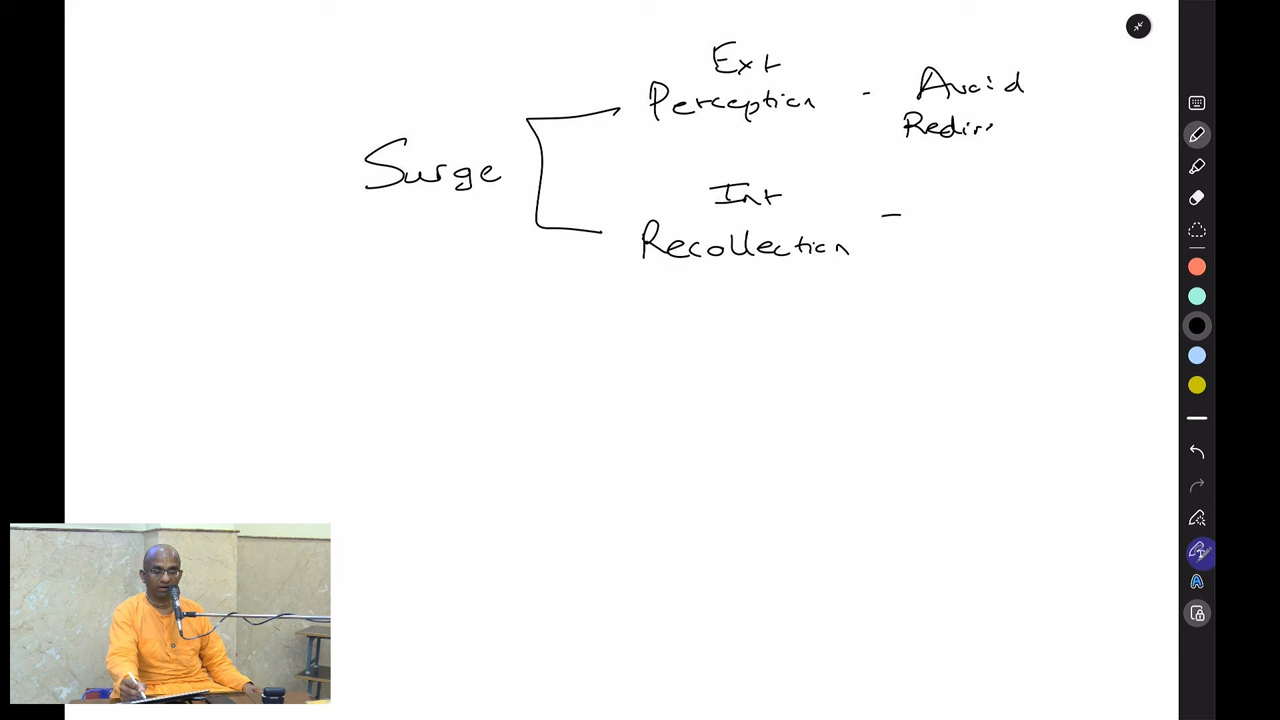 Ext
Perception - Avoid
Redir
Surge
Int
Recollection -